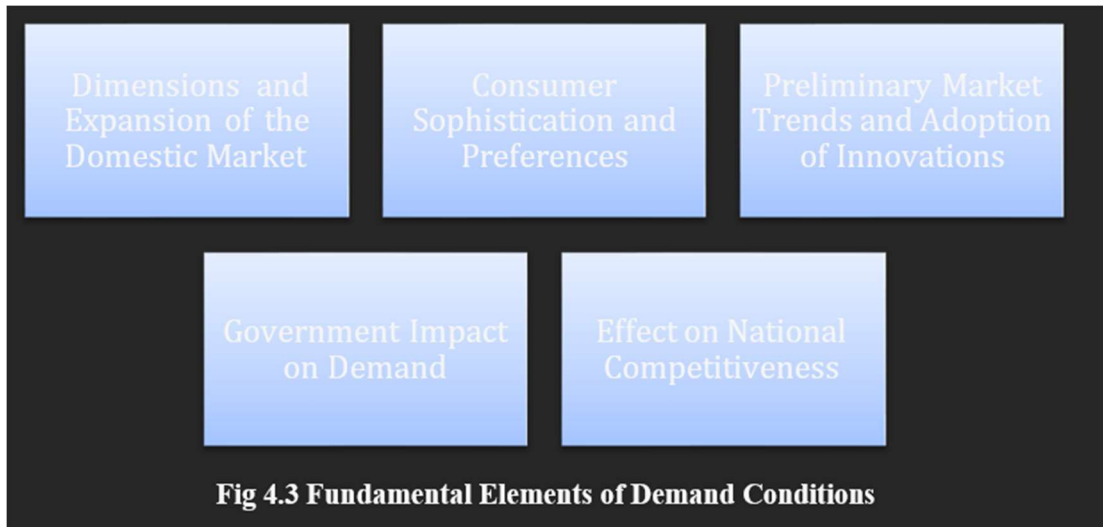 Dimensions and
Expansion of the
Domestic Market
Consumer
Sophistication and
Preferences
Preliminary Market
Trends and Adoption
of Innovations
Government Impact
on Demand
Effect on National
Competitiveness
Fig 4.3 Fundamental Elements of Demand Conditions